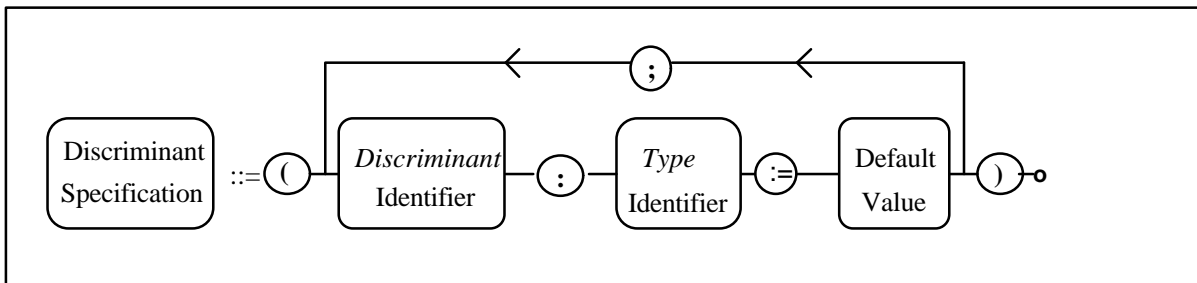 ;
Discriminant
Specification
::=
(
Discriminant
Identifier
:
Type
Identifier
:=
Default
Value
)